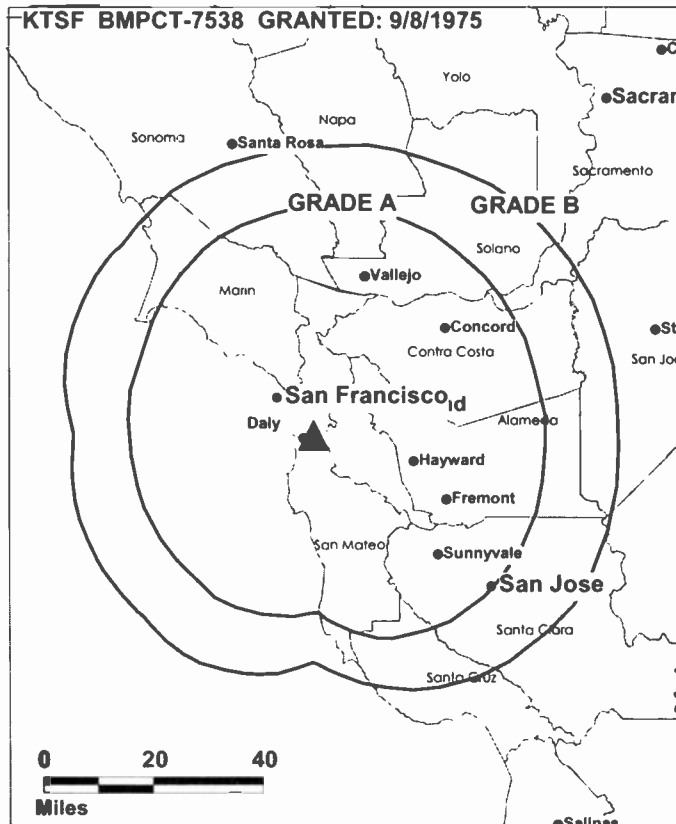 KTSF BMPCT-7538 GRANTED: 9/8/1975
Yolo
Napa
Sonoma
Santa Rosa
Sacramento
GRADE A
GRADE B
Solano
Vallejo
Marin
Concord
Contra Costa
San Francisco
Alameda
Daly
Hayward
Fremont
San Mateo
Sunnyvale
San Jose
Santa Clara
Santa Cruz
0 20 40
Miles
Salinas